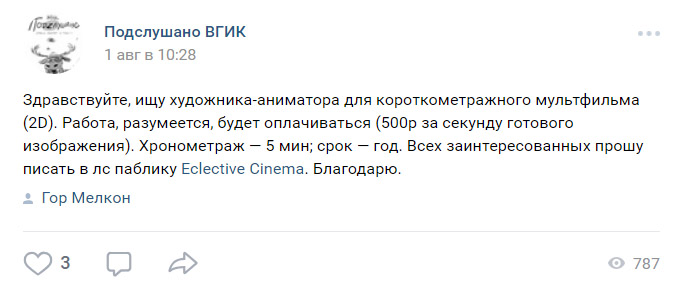 Подслушано ВГИК
1 авг в 10:28
Здравствуйте, ищу художника-аниматора для короткометражного мультфильма
(2D). Работа, разумеется, будет оплачиваться (500р за секунду готового
изображения). Хронометраж — 5 мин; срок — год. Всех заинтересованных прошу
писать в лс паблику Eclective Cinema. Благодарю.
Гор Мелкон
3
787